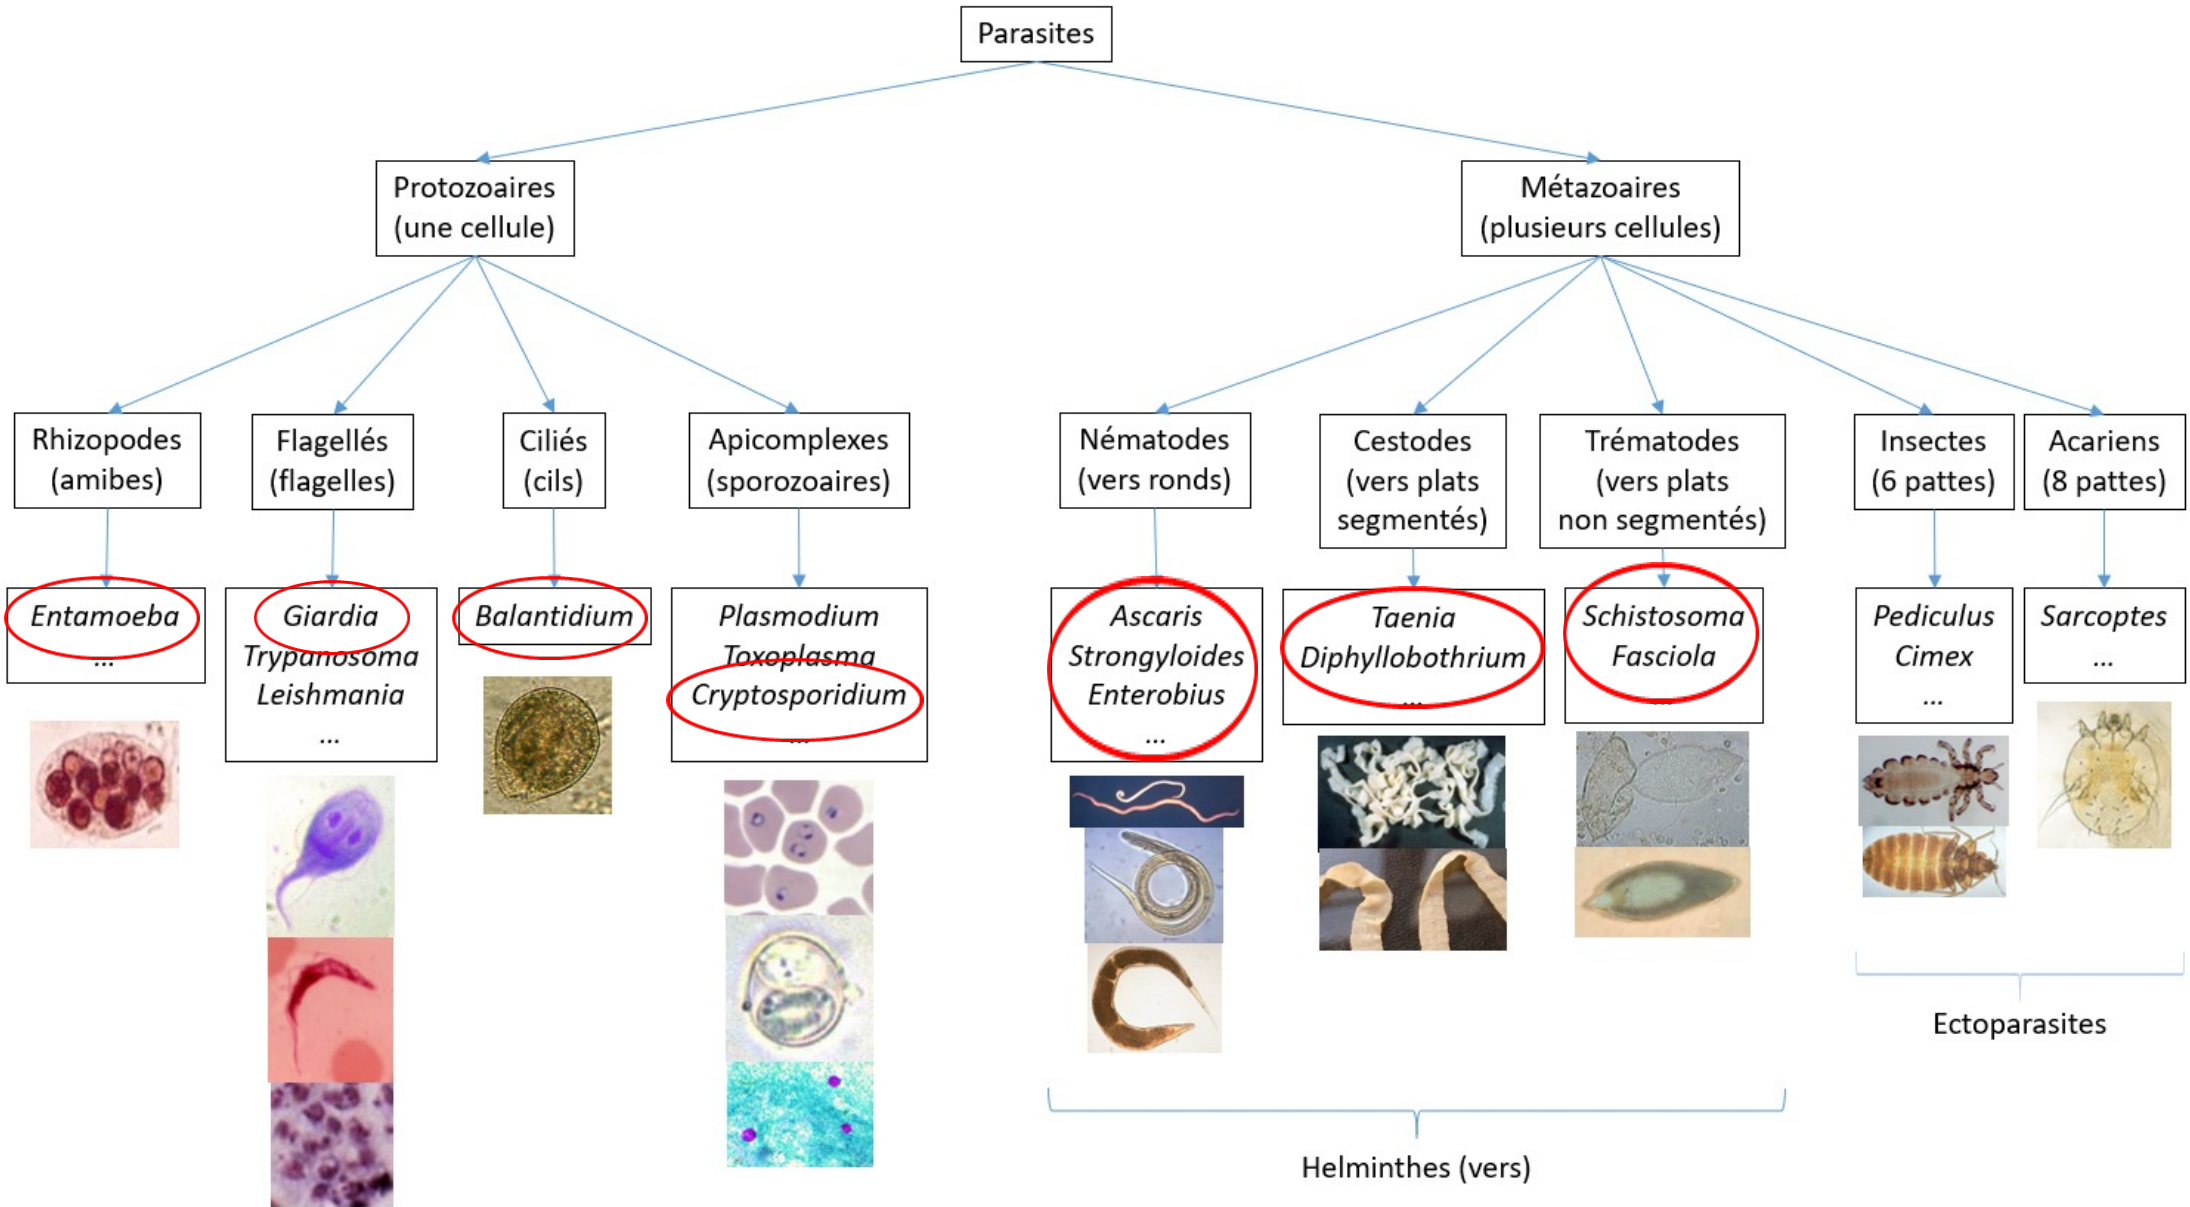 Parasites
Protozoaires
(une cellule)
Métazoaires
(plusieurs cellules)
Rhizopodes
(amibes)
Flagellés
(flagelles)
Ciliés
(cils)
Apicomplexes
(sporozoaires)
Nématodes
(vers ronds)
Cestodes
(vers plats
segmentés)
Trématodes
(vers plats
non segmentés)
Insectes
(6 pattes)
Acariens
(8 pattes)
Entamoeba
...
Giardia
Trypanosoma
Leishmania
...
Balantidium
Plasmodium
Toxoplasma
Cryptosporidium
...
Ascaris
Strongyloides
Enterobius
...
Taenia
Diphyllobothrium
...
Schistosoma
Fasciola
...
Pediculus
Cimex
...
Sarcoptes
...
Ectoparasites
Helminthes (vers)